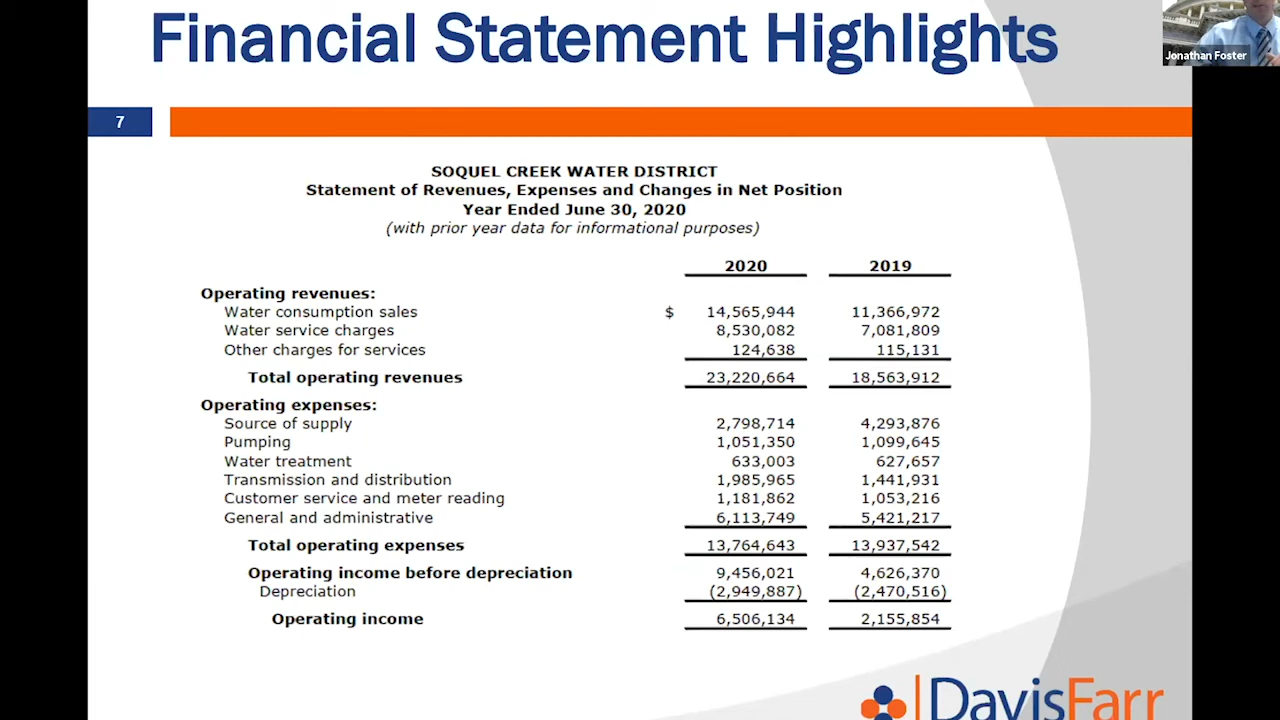 Financial Statement Highlights
Jonathan Foster
7
SOQUEL CREEK WATER DISTRICT
Statement of Revenues, Expenses and Changes in Net Position
Year Ended June 30, 2020
(with prior year data for informational purposes)
2020 2019
Operating revenues:
Water consumption sales $ 14,565,944 11,366,972
Water service charges 8,530,082 7,081,809
Other charges for services 124,638 115,131
Total operating revenues 23,220,664 18,563,912
Operating expenses:
Source of supply 2,798,714 4,293,876
Pumping 1,051,350 1,099,645
Water treatment 633,003 627,657
Transmission and distribution 1,985,965 1,441,931
Customer service and meter reading 1,181,862 1,053,216
General and administrative 6,113,749 5,421,217
Total operating expenses 13,764,643 13,937,542
Operating income before depreciation 9,456,021 4,626,370
Depreciation (2,949,887) (2,470,516)
Operating income 6,506,134 2,155,854
DavisFarr